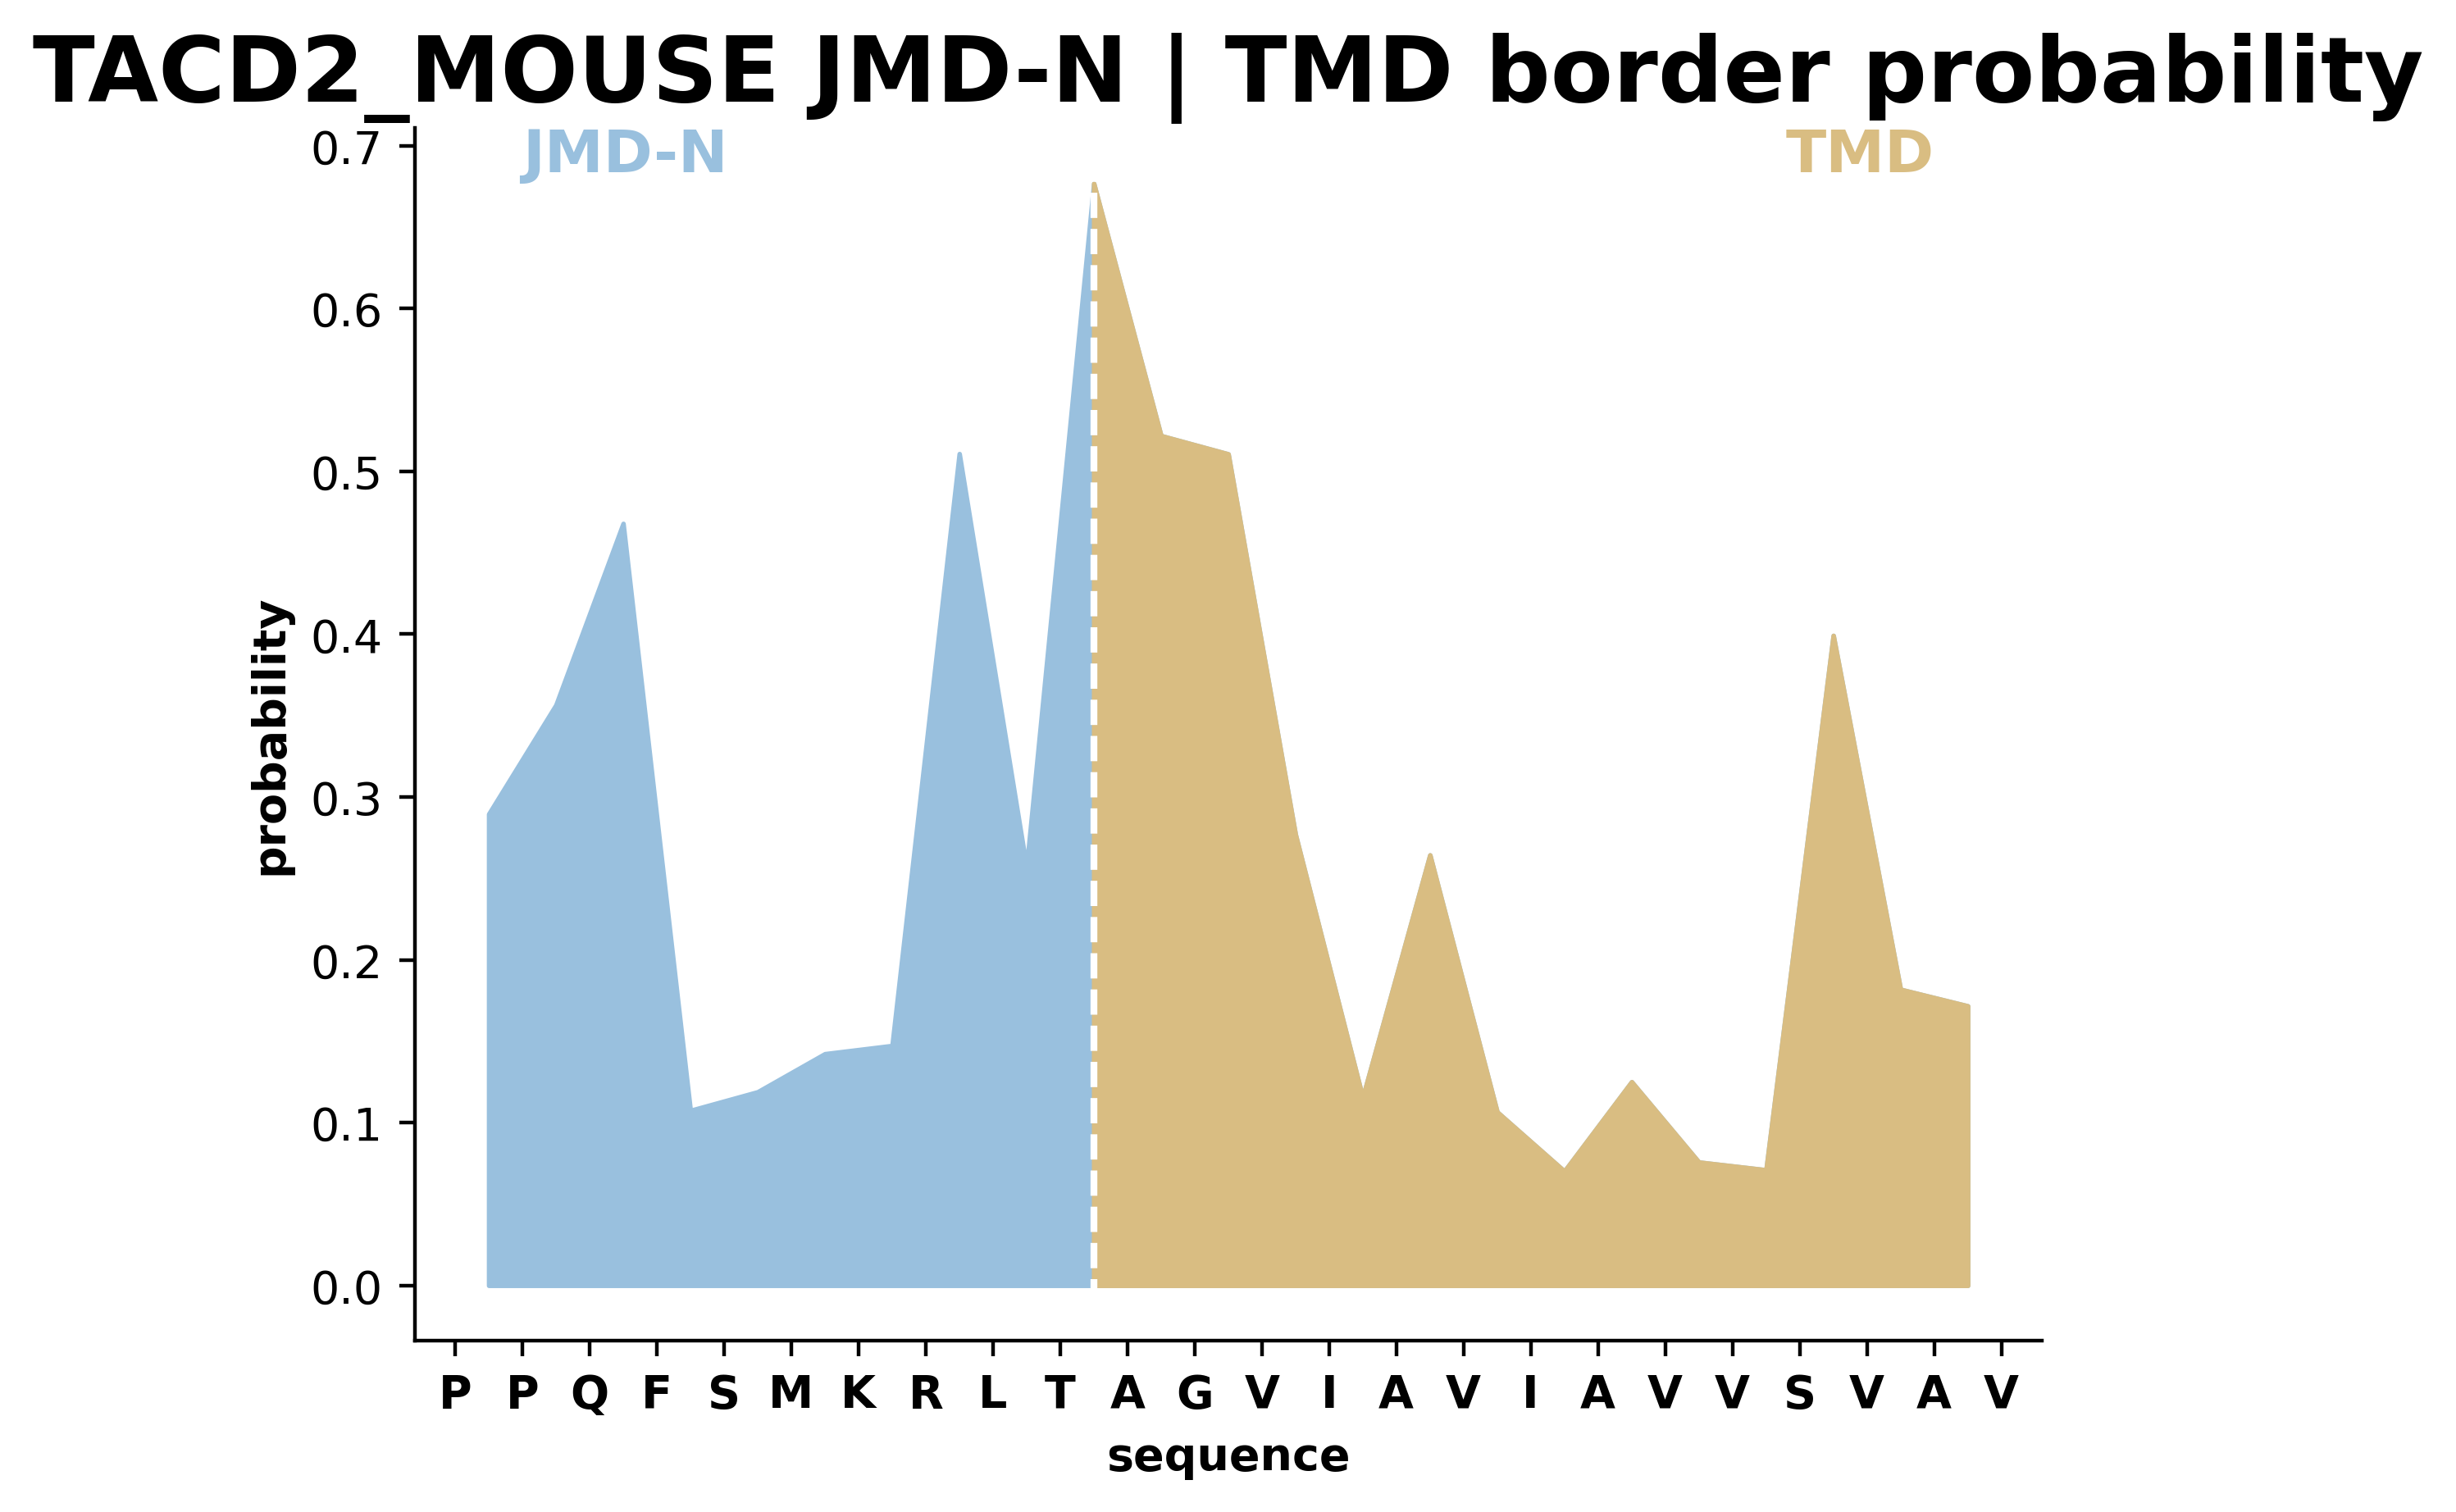 TACD2_MOUSE JMD-N | TMD border probability
JMD-N
TMD
probability
0.7
0.6
0.5
0.4
0.3
0.2
0.1
0.0
P P Q F S M K R L T A G V I A V I A V V S V A V
sequence